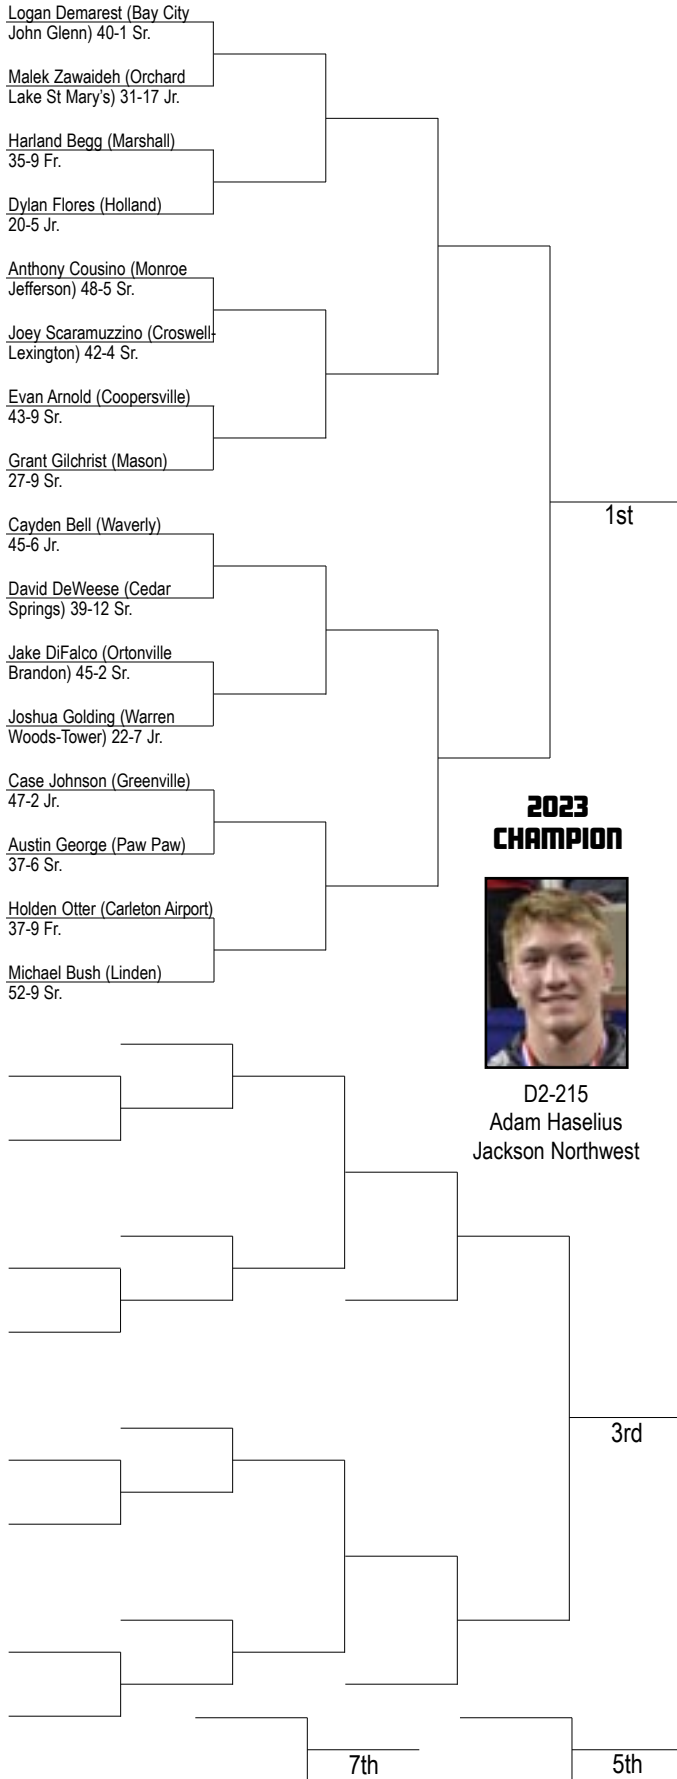 Logan Demarest (Bay City
John Glenn) 40-1 Sr.
Malek Zawaideh (Orchard
Lake St Mary's) 31-17 Jr.
Harland Begg (Marshall)
35-9 Fr.
Dylan Flores (Holland)
20-5 Jr.
Anthony Cousino (Monroe
Jefferson) 48-5 Sr.
Joey Scaramuzzino (Croswell-
Lexington) 42-4 Sr.
Evan Arnold (Coopersville)
43-9 Sr.
Grant Gilchrist (Mason)
27-9 Sr.
1st
Cayden Bell (Waverly)
45-6 Jr.
David DeWeese (Cedar
Springs) 39-12 Sr.
Jake DiFalco (Ortonville
Brandon) 45-2 Sr.
Joshua Golding (Warren
Woods-Tower) 22-7 Jr.
Case Johnson (Greenville)
47-2 Jr.
Austin George (Paw Paw)
37-6 Sr.
Holden Otter (Carleton Airport)
37-9 Fr.
Michael Bush (Linden)
52-9 Sr.
2023
CHAMPION
D2-215
Adam Haselius
Jackson Northwest
3rd
7th
5th